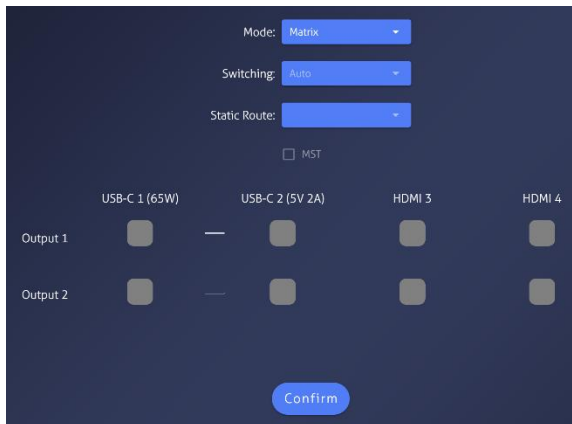 Mode: Matrix
Switching: Auto
Static Route:
MST
USB-C 1 (65W) USB-C 2 (5V 2A) HDMI 3 HDMI 4
Output 1
Output 2
Confirm